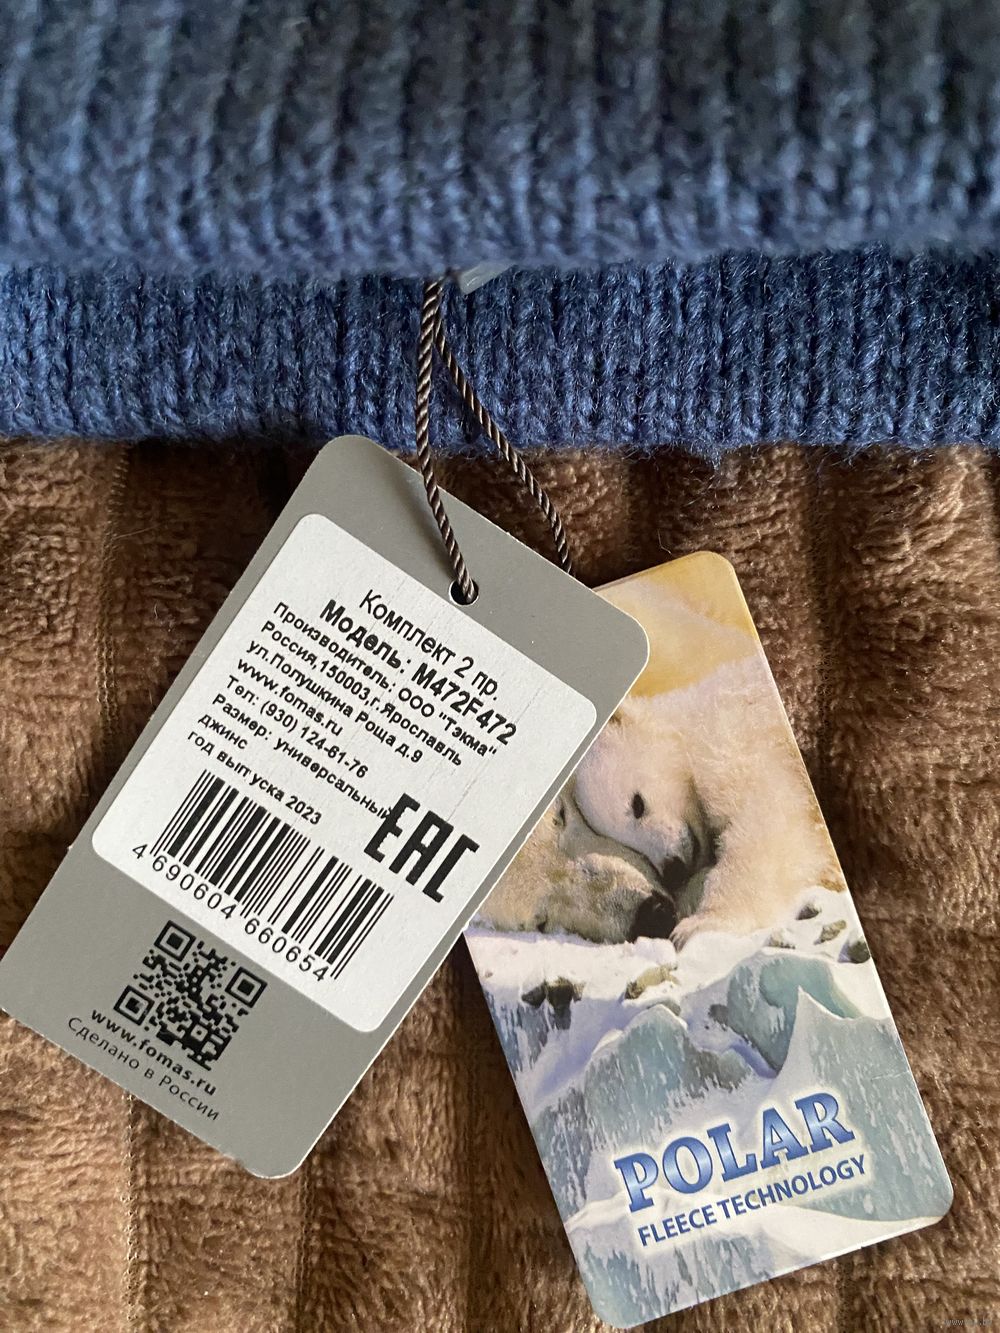 Комплект 2 пр.
Модель: M472F472
Производитель: ООО "Тэкма"
Россия,150003,г.Ярославль
ул.Полушкина Роща д.9
www.fomas.ru
Тел: (930) 124-61-76
Размер: универсальный
джинс
год выпуска 2023
EAC
4 690604 660654
www.fomas.ru
Сделано в России
POLAR
FLEECE TECHNOLOGY